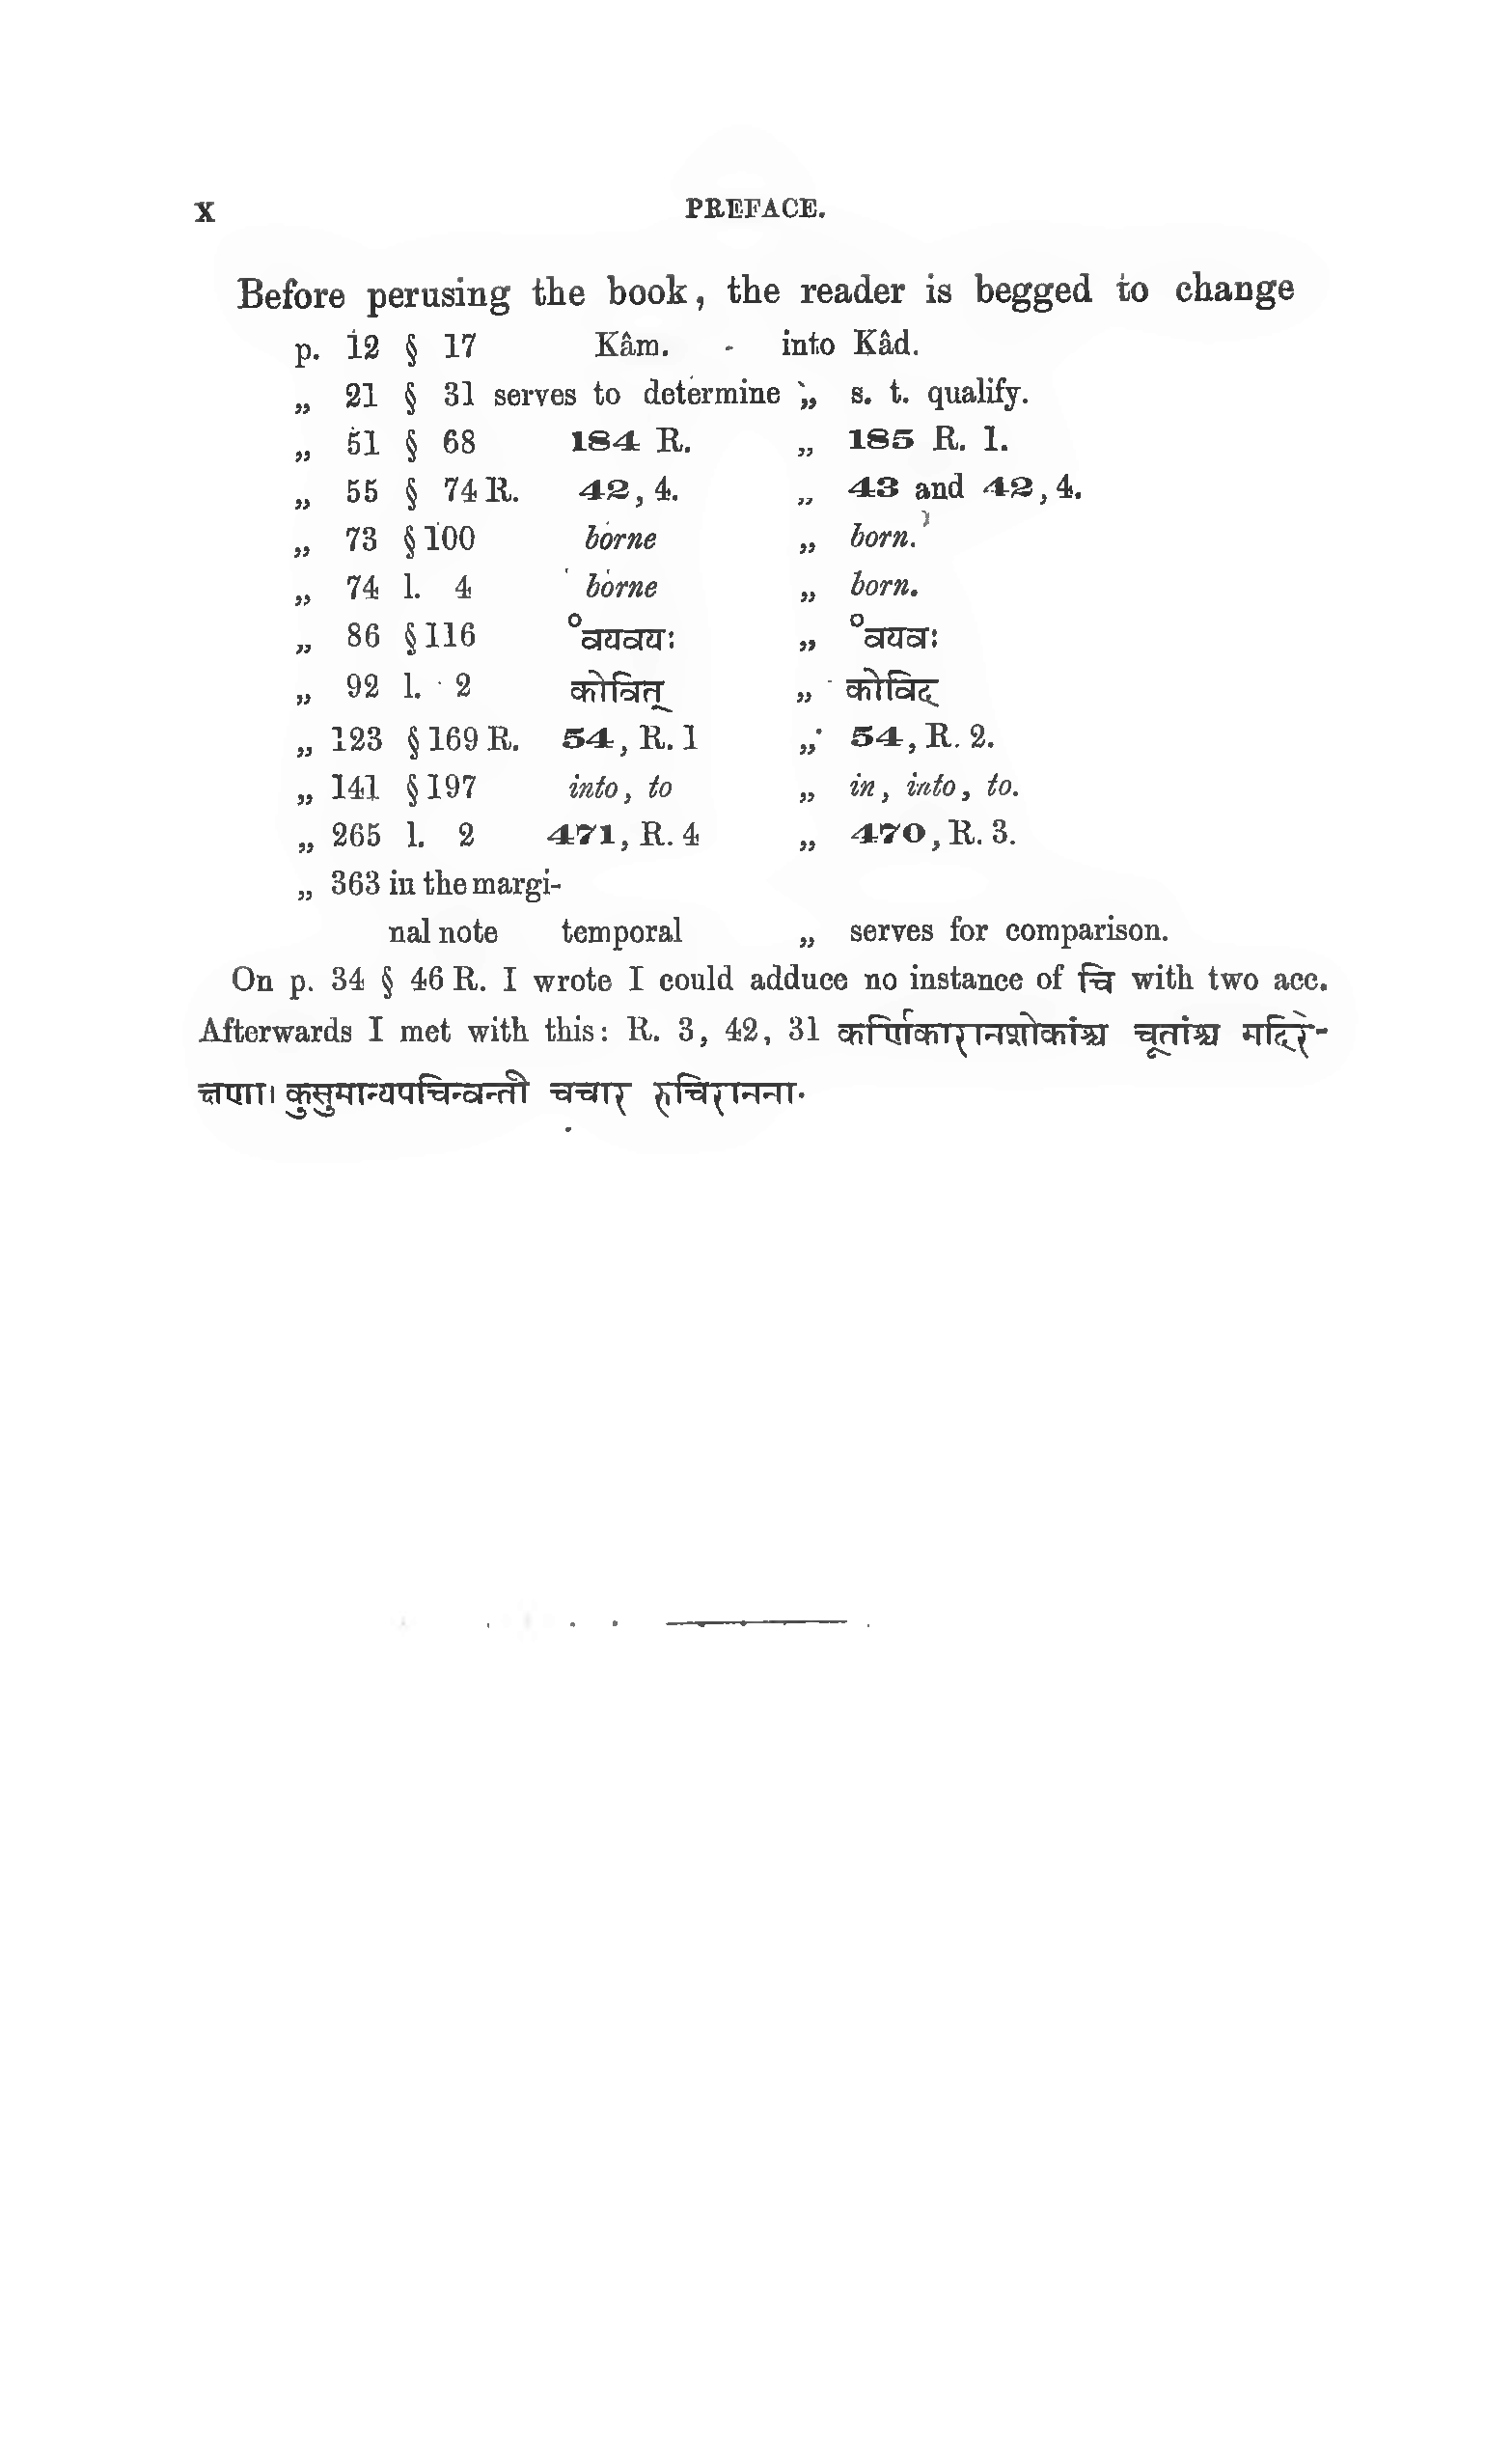 x PREFACE.
Before perusing the book, the reader is begged to change
p. 12 § 17 Kâm. - into Kâd.
„ 21 § 31 serves to determine „ s. t. qualify.
„ 51 § 68 184 R. „ 185 R. 1.
„ 55 § 74 R. 42, 4. „ 43 and 42, 4.
„ 73 § 100 borne „ born.
„ 74 l. 4 borne „ born.
„ 86 § 116 °वयवयः „ °वयवः
„ 92 l. 2 कोवित् „ कोविद
„ 123 § 169 R. 54, R. 1 „ 54, R. 2.
„ 141 § 197 into, to „ in, into, to.
„ 265 l. 2 471, R. 4 „ 470, R. 3.
„ 363 in the margi-
nal note temporal „ serves for comparison.
On p. 34 § 46 R. I wrote I could adduce no instance of चि with two acc.
Afterwards I met with this: R. 3, 42, 31 कर्णिकारानशोकांश्च चूतांश्च मदिरे-
क्षणा। कुसुमान्यपचिन्वन्ती चचार रुचिरानना.